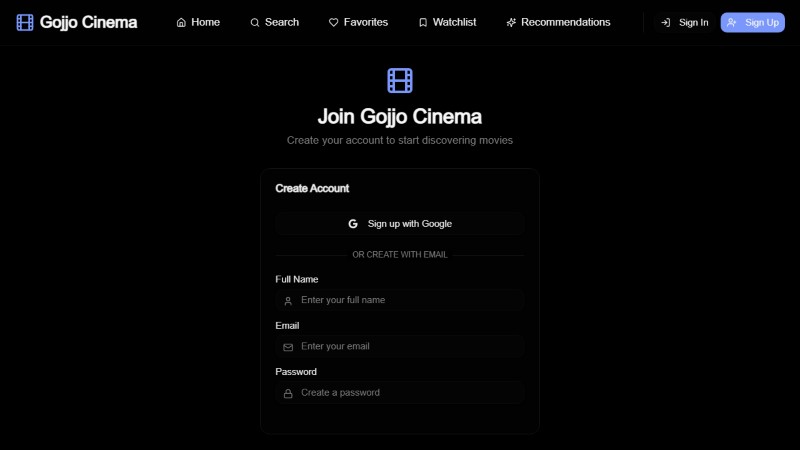 Gojjo Cinema Home Search Favorites Watchlist Recommendations Sign In Sign Up
Join Gojjo Cinema
Create your account to start discovering movies
Create Account
G Sign up with Google
OR CREATE WITH EMAIL
Full Name
Enter your full name
Email
Enter your email
Password
Create a password